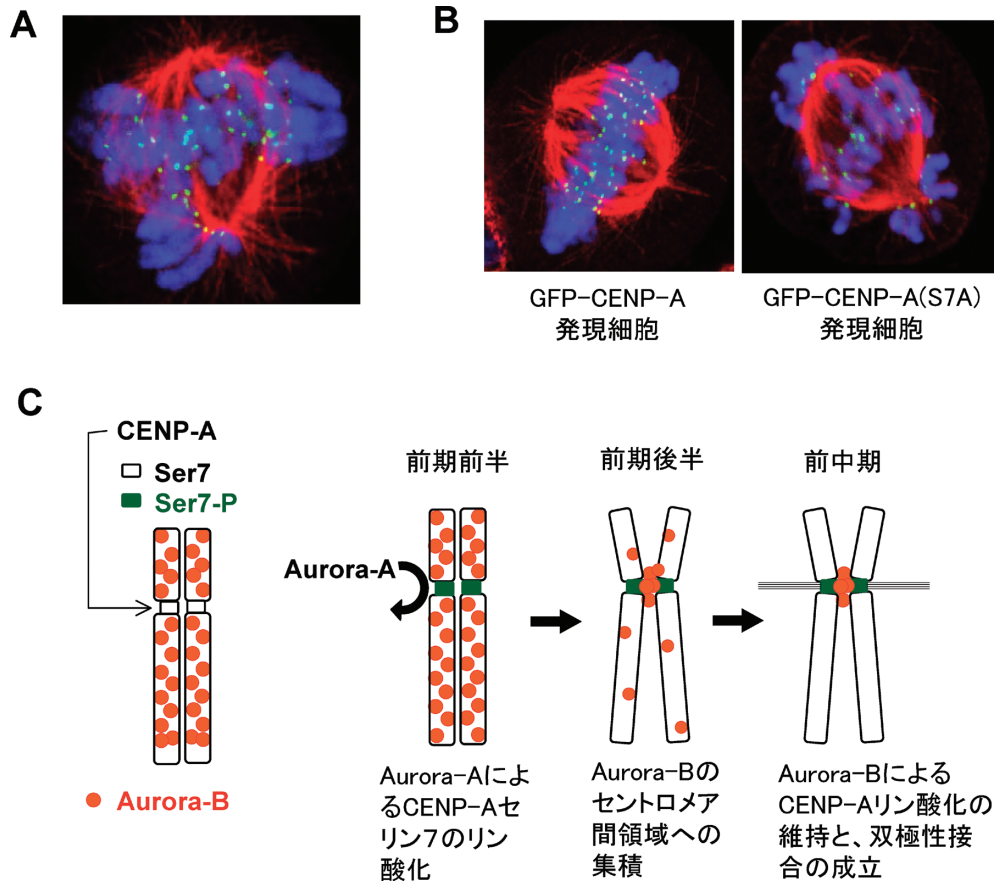 A
B
GFP-CENP-A
発現細胞
GFP-CENP-A(S7A)
発現細胞
C
CENP-A
Ser7
Ser7-P
Aurora-B
Aurora-A
前期前半
前期後半
前中期
Aurora-Aによ
るCENP-Aセ
リン7のリン
酸化
Aurora-Bの
セントロメア
間領域への
集積
Aurora-Bによる
CENP-Aリン酸化の
維持と、双極性接
合の成立